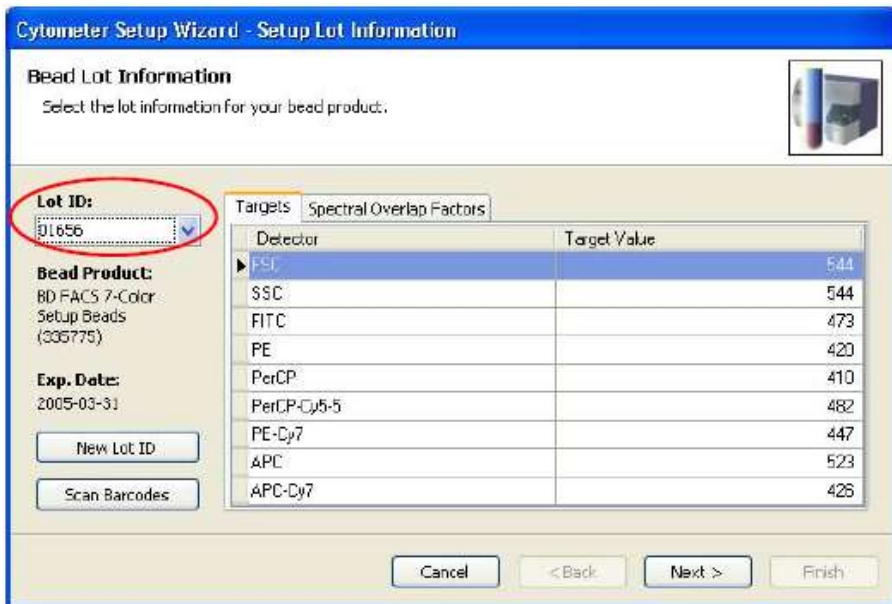 Cytometer Setup Wizard - Setup Lot Information
Bead Lot Information
Select the lot information for your bead product.
Lot ID:
01656
Bead Product:
BD FACS 7-Color
Setup Beads
(335775)
Exp. Date:
2005-03-31
New Lot ID
Scan Barcodes
Targets Spectral Overlap Factors
Detector Target Value
FSC 544
SSC 544
FITC 473
PE 420
PerCP 410
PerCP-Cy5-5 482
PE-Cy7 447
APC 523
APC-Cy7 426
Cancel < Back Next > Finish